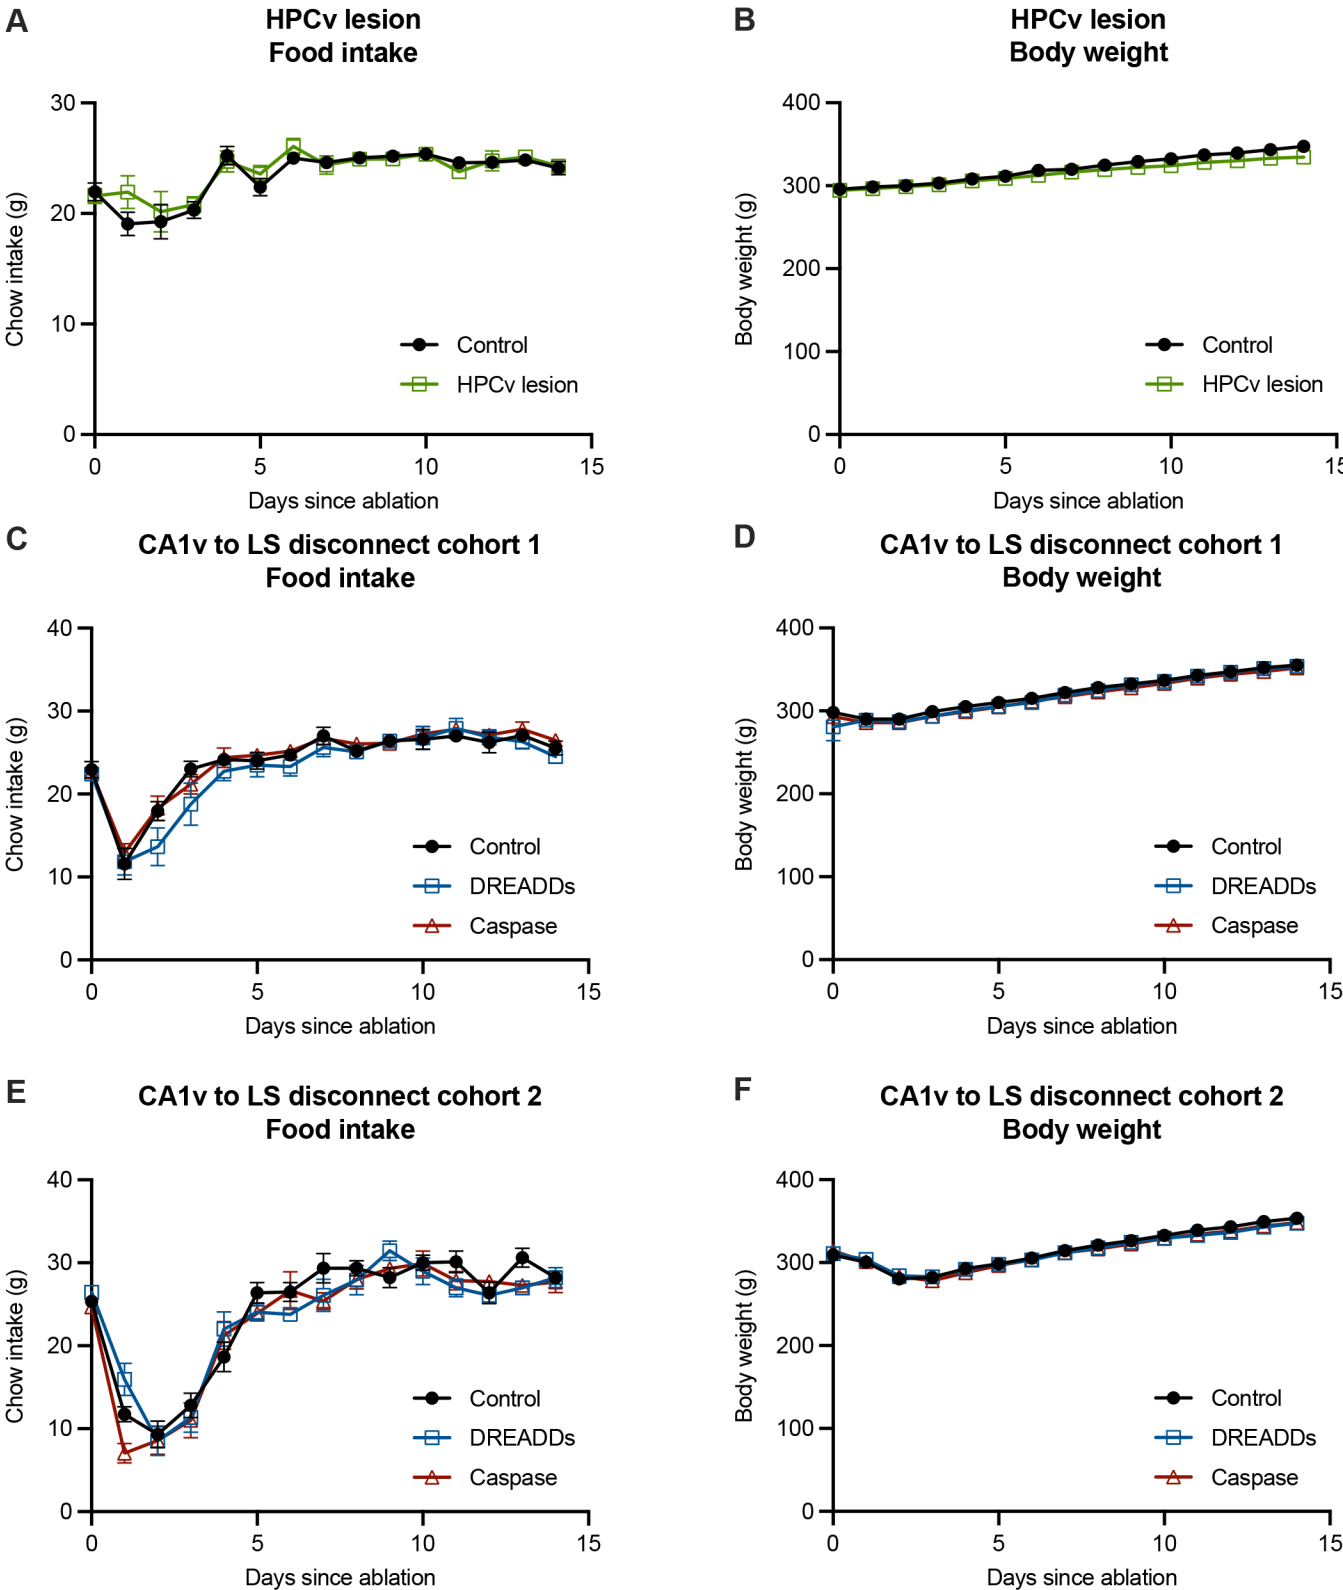 A
HPCv lesion
Food intake
30
20
10
0
Chow intake (g)
Control
HPCv lesion
0 5 10 15
Days since ablation
B
HPCv lesion
Body weight
400
300
200
100
0
Body weight (g)
Control
HPCv lesion
0 5 10 15
Days since ablation
C
CA1v to LS disconnect cohort 1
Food intake
40
30
20
10
0
Chow intake (g)
Control
DREADDs
Caspase
0 5 10 15
Days since ablation
D
CA1v to LS disconnect cohort 1
Body weight
400
300
200
100
0
Body weight (g)
Control
DREADDs
Caspase
0 5 10 15
Days since ablation
E
CA1v to LS disconnect cohort 2
Food intake
40
30
20
10
0
Chow intake (g)
Control
DREADDs
Caspase
0 5 10 15
Days since ablation
F
CA1v to LS disconnect cohort 2
Body weight
400
300
200
100
0
Body weight (g)
Control
DREADDs
Caspase
0 5 10 15
Days since ablation